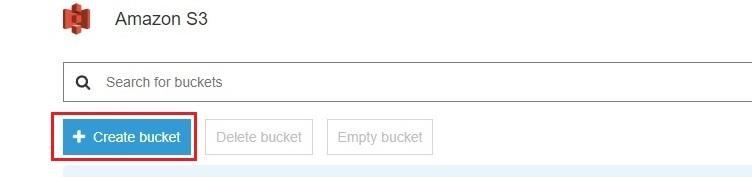 Amazon S3
Search for buckets
+ Create bucket Delete bucket Empty bucket